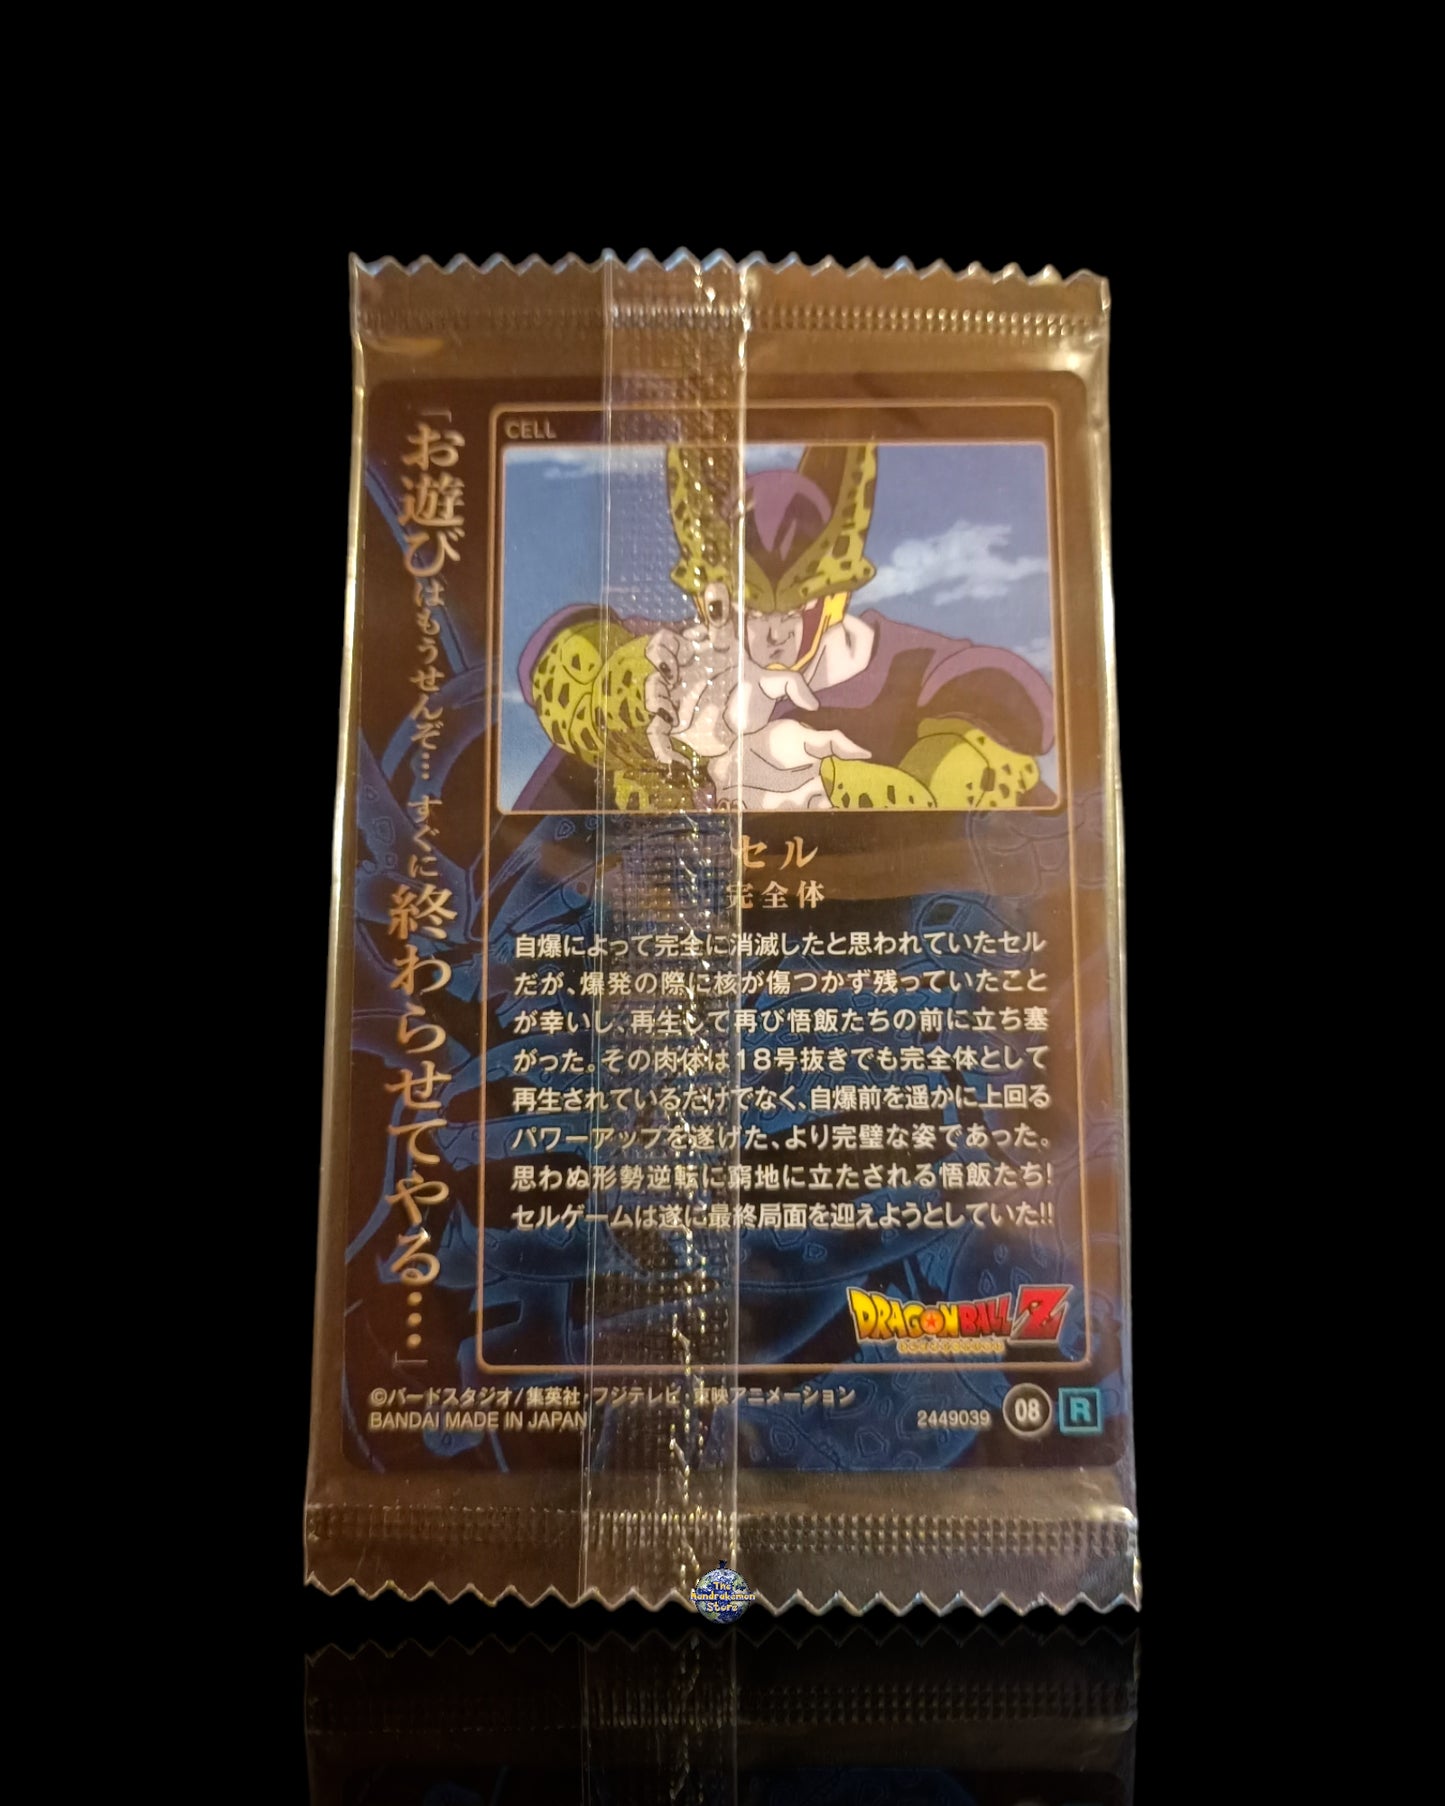 「お遊びはもうせんぞ… すぐに終わらせてやる…」
CELL
セル
完全体
自爆によって完全に消滅したと思われていたセル
だが、爆発の際に核が傷つかず残っていたこと
が幸いし、再生して再び悟飯たちの前に立ち塞
がった。その肉体は18号抜きでも完全体として
再生されているだけでなく、自爆前を遥かに上回る
パワーアップを遂げた、より完璧な姿であった。
思わぬ形勢逆転に窮地に立たされる悟飯たち!
セルゲームは遂に最終局面を迎えようとしていた!!
DRAGON BALL Z
©バードスタジオ/集英社・フジテレビ・東映アニメーション
BANDAI MADE IN JAPAN
2449039 08 R
The
Randrakemon
Store